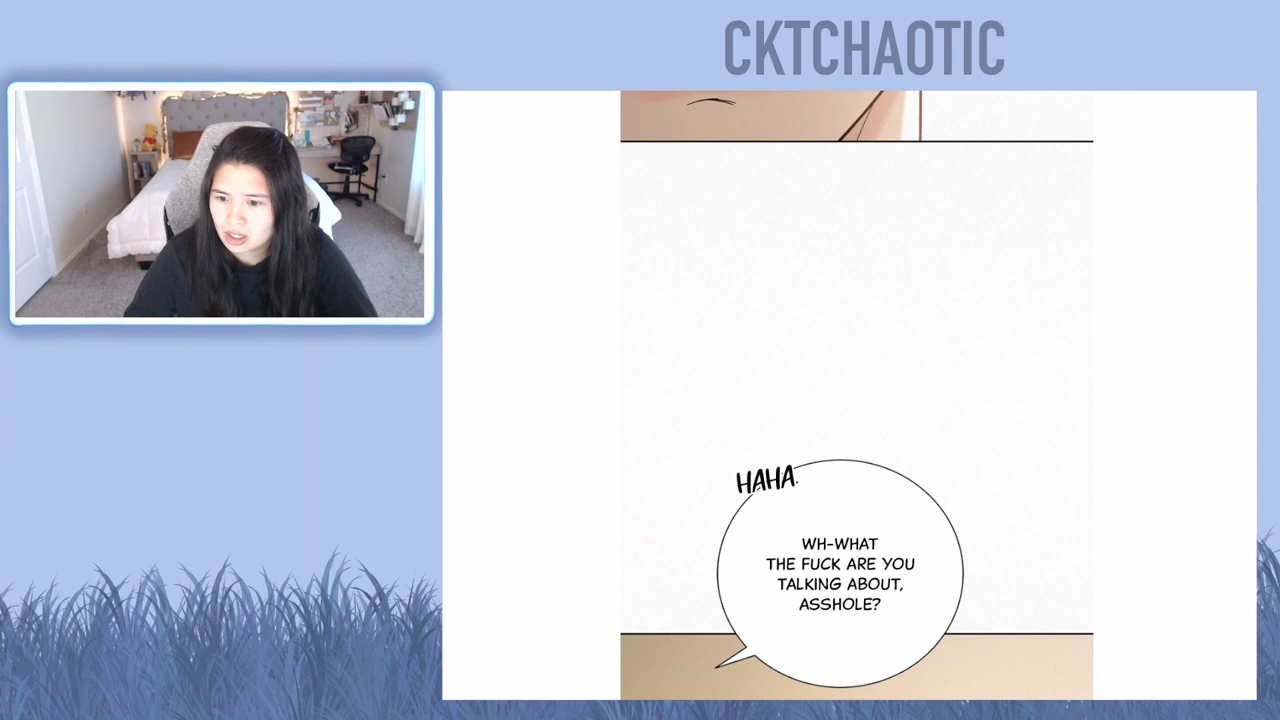 CKTCHAOTIC
HAHA.
WH-WHAT
THE FUCK ARE YOU
TALKING ABOUT,
ASSHOLE?